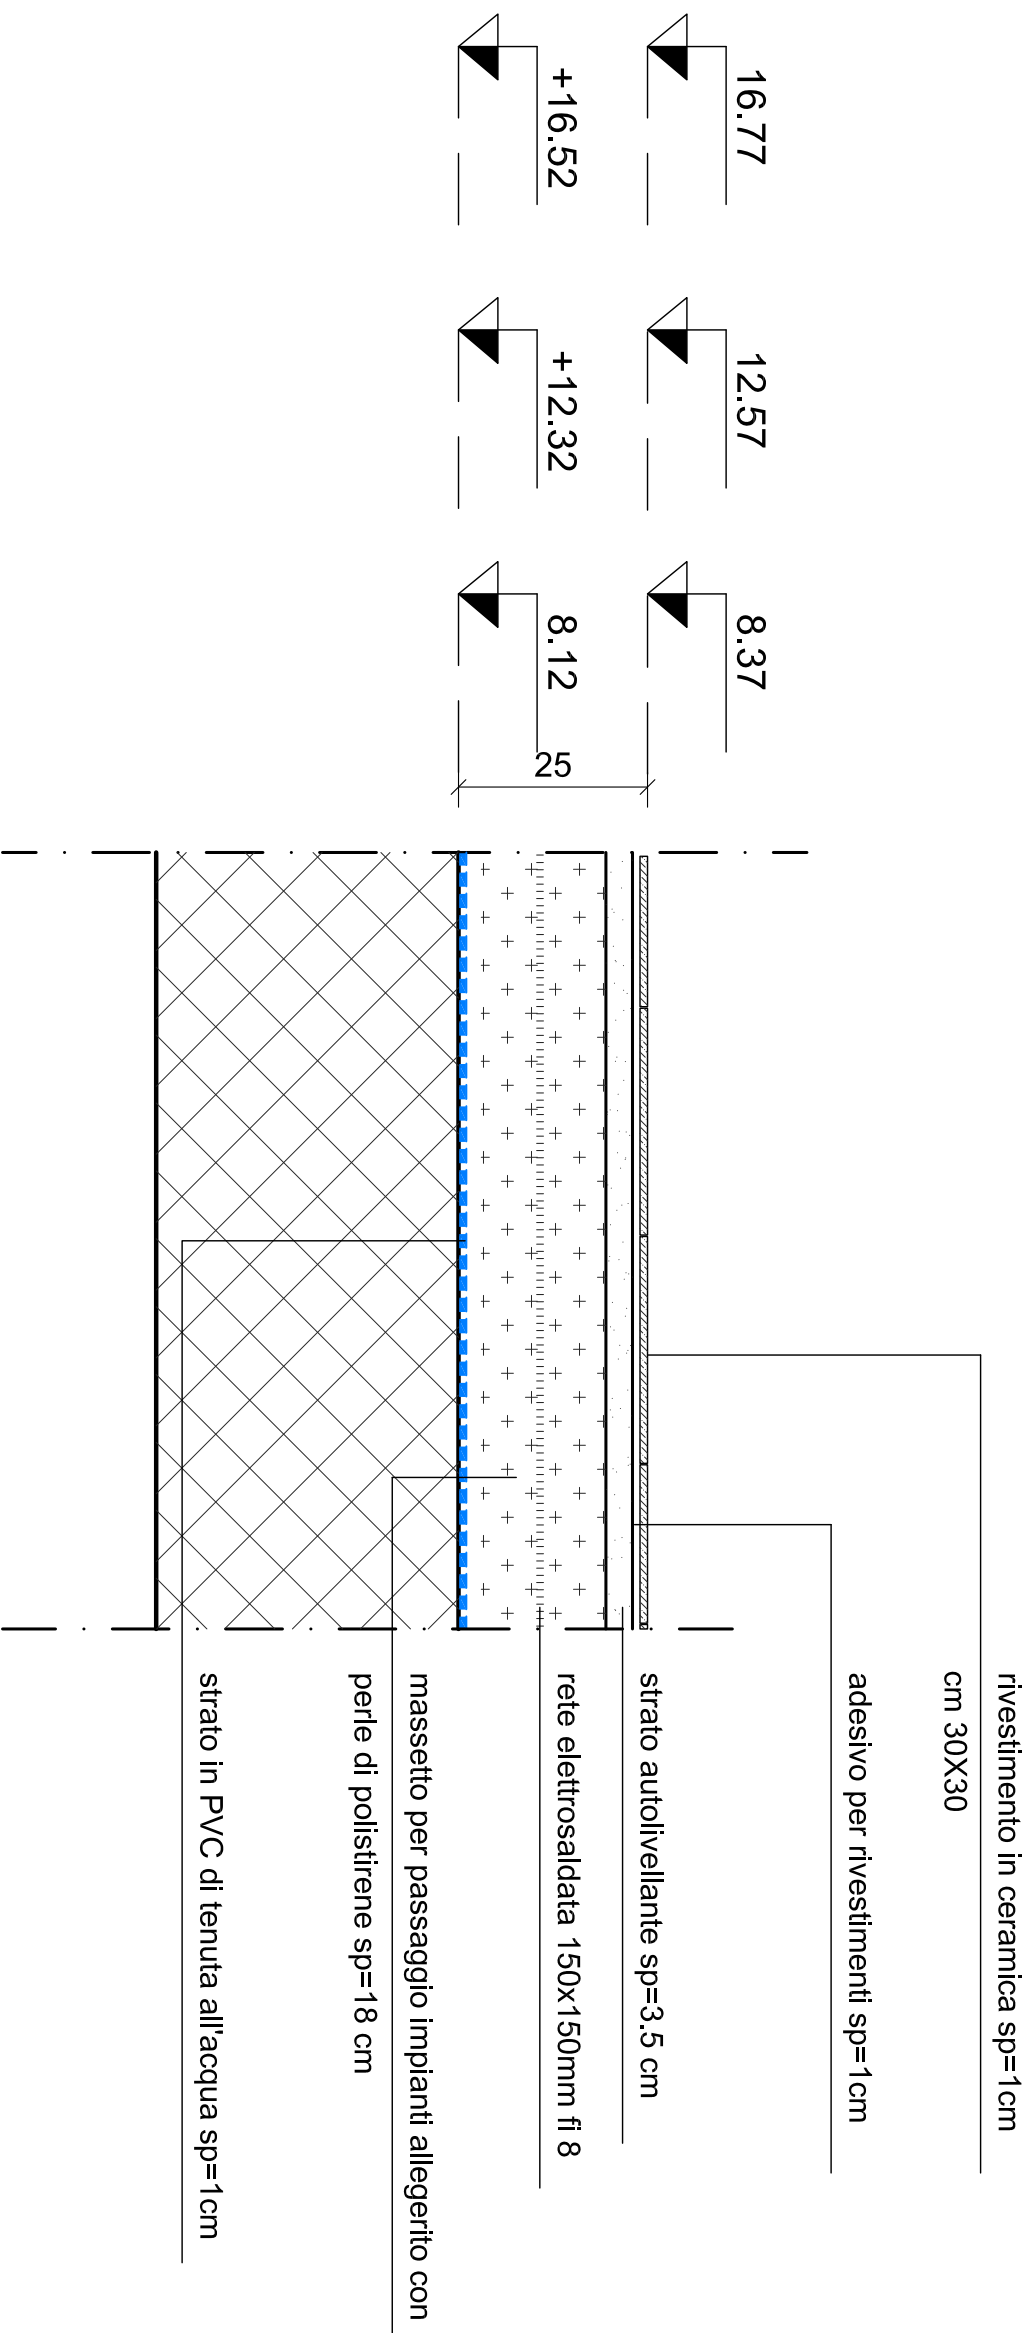 16.77
12.57
8.37
+16.52
+12.32
8.12
25
rivestimento in ceramica sp=1cm
cm 30X30
adesivo per rivestimenti sp=1cm
strato autolivellante sp=3.5 cm
rete elettrosaldata 150x150mm fi 8
massetto per passaggio impianti allegerito con
perle di polistirene sp=18 cm
strato in PVC di tenuta all'acqua sp=1cm